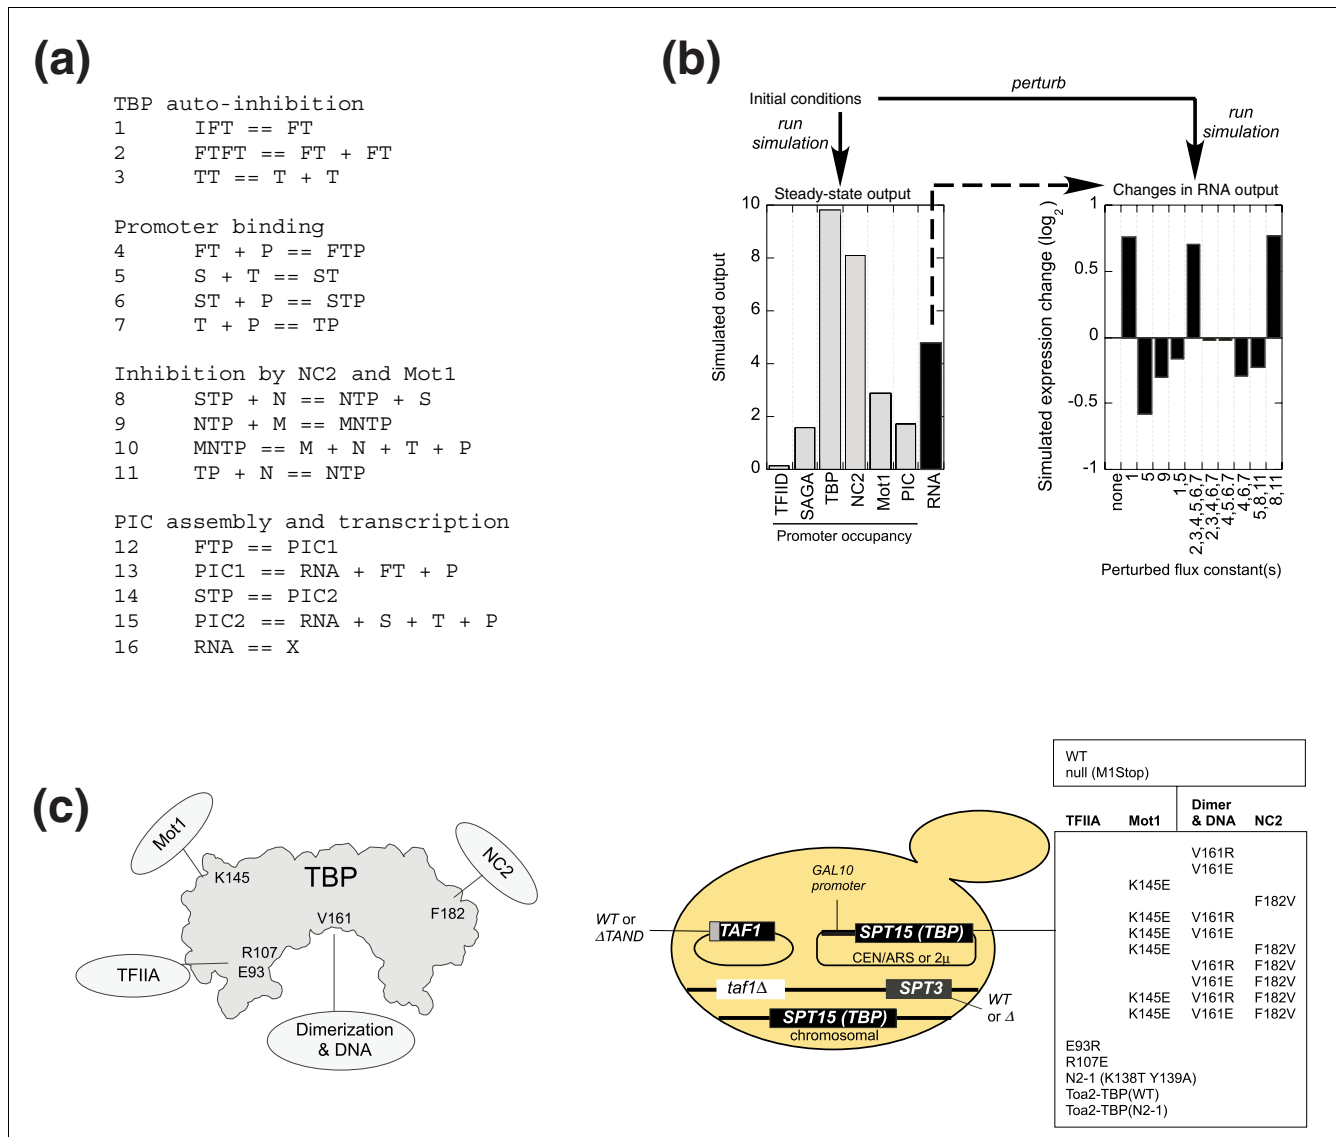 (a)
TBP auto-inhibition
1 IFT == FT
2 FTFT == FT + FT
3 TT == T + T
Promoter binding
4 FT + P == FTP
5 S + T == ST
6 ST + P == STP
7 T + P == TP
Inhibition by NC2 and Mot1
8 STP + N == NTP + S
9 NTP + M == MNTP
10 MNTP == M + N + T + P
11 TP + N == NTP
PIC assembly and transcription
12 FTP == PIC1
13 PIC1 == RNA + FT + P
14 STP == PIC2
15 PIC2 == RNA + S + T + P
16 RNA == X
(b)
Initial conditions
perturb
run
simulation
run
simulation
Steady-state output
Simulated output
10
8
6
4
2
0
TFIID
SAGA
TBP
NC2
Mot1
PIC
RNA
Promoter occupancy
Changes in RNA output
Simulated expression change (log2)
1
0.5
0
-0.5
-1
none
1
5
9
1,5
2,3,4,5,6,7
2,3,4,6,7
4,5,6.7
4,6,7
5,8,11
8,11
Perturbed flux constant(s)
(c)
Mot1
K145
TBP
NC2
F182
V161
R107
E93
TFIIA
Dimerization
& DNA
GAL10
promoter
WT or
ΔTAND
TAF1
SPT15 (TBP)
CEN/ARS or 2μ
taf1Δ
SPT3
WT
or Δ
SPT15 (TBP)
chromosomal
WT
null (M1Stop)
TFIIA Mot1 Dimer & DNA NC2
V161R
V161E
K145E
F182V
K145E V161R
K145E V161E
K145E F182V
V161R F182V
V161E F182V
K145E V161R F182V
K145E V161E F182V
E93R
R107E
N2-1 (K138T Y139A)
Toa2-TBP(WT)
Toa2-TBP(N2-1)